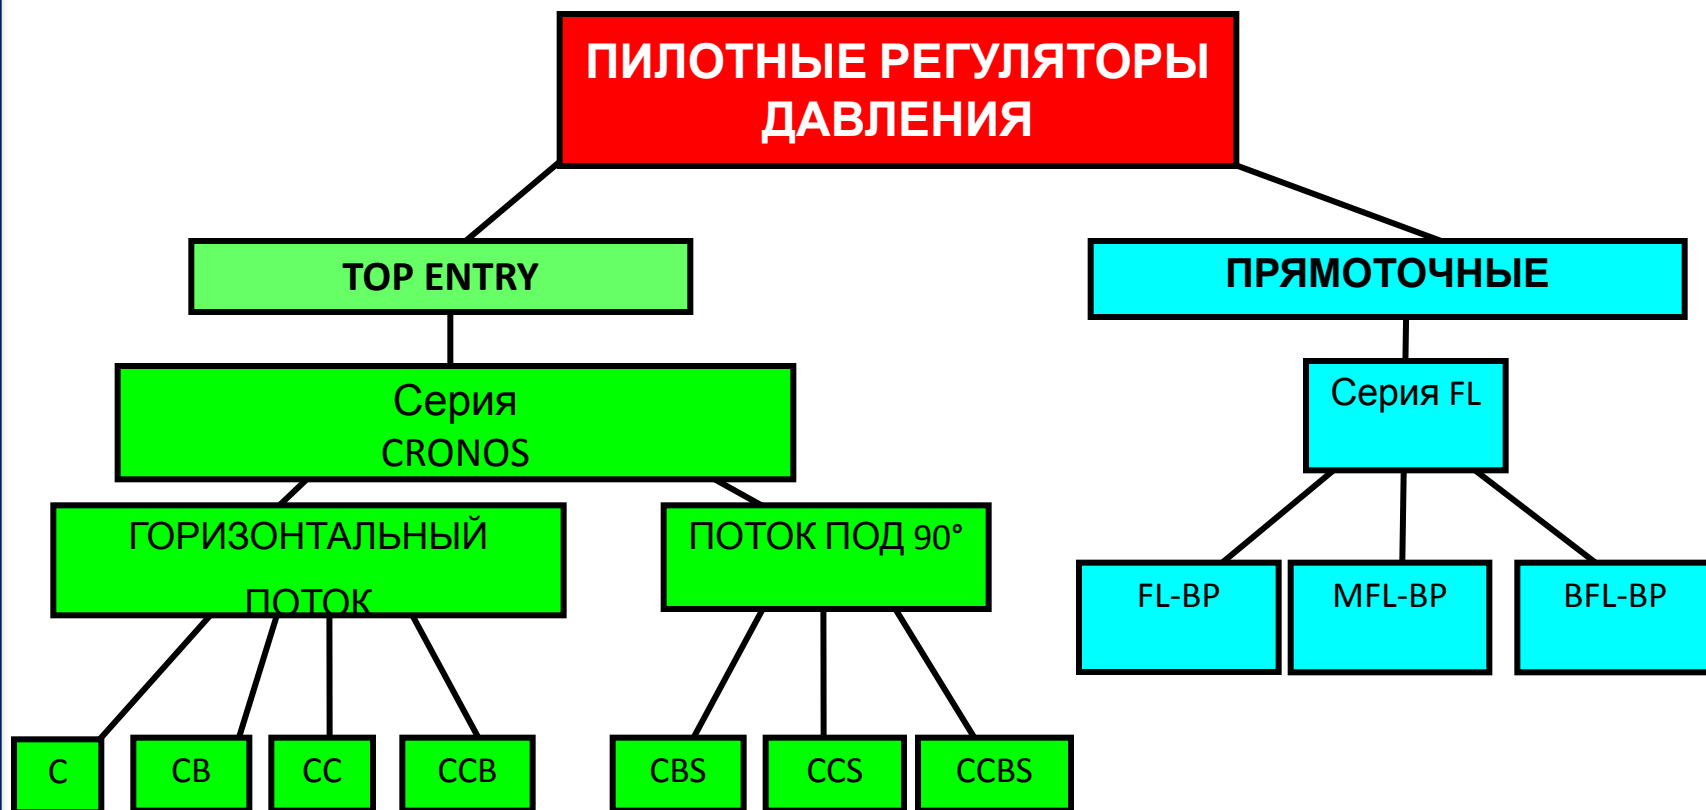 ПИЛОТНЫЕ РЕГУЛЯТОРЫ
ДАВЛЕНИЯ
TOP ENTRY
ПРЯМОТОЧНЫЕ
Серия
CRONOS
Серия FL
ГОРИЗОНТАЛЬНЫЙ
ПОТОК
ПОТОК ПОД 90°
FL-BP
MFL-BP
BFL-BP
C
CB
CC
CCB
CBS
CCS
CCBS